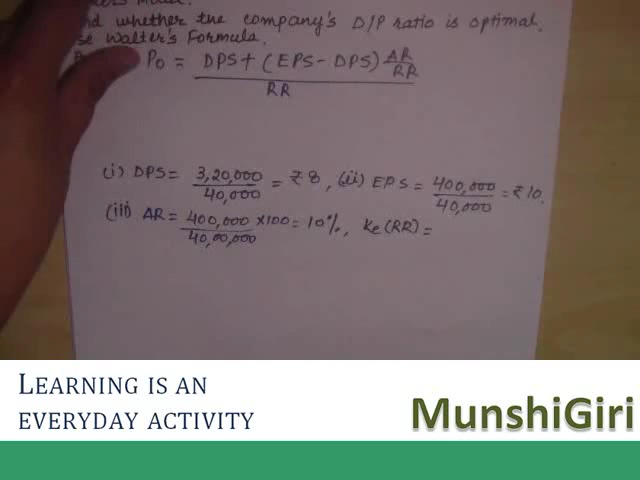 Model.
whether the company's D/P ratio is optimal.
Walter's Formula.
P0 = DPS + (EPS - DPS) AR/RR
RR
(i) DPS = 3,20,000/40,000 = ₹8, (ii) EPS = 400,000/40,000 = ₹10.
(iii) AR = 400,000/40,00,000 ×100 = 10%, Ke(RR) =
LEARNING IS AN
EVERYDAY ACTIVITY
MunshiGiri